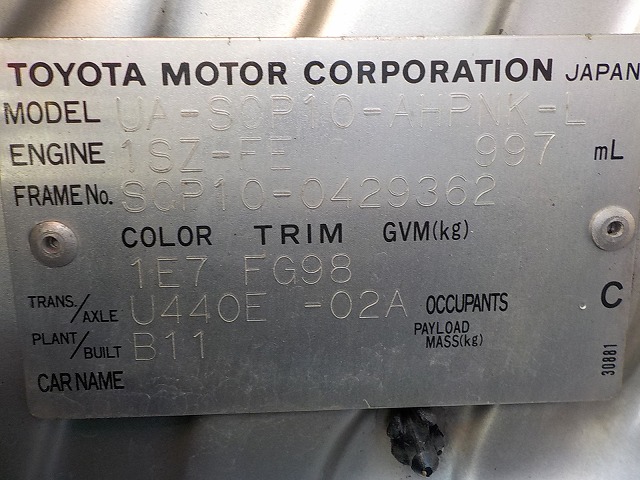 TOYOTA MOTOR CORPORATION JAPAN
MODEL UA-SCP10-AHPNK-L
ENGINE 1SZ-FE 997 mL
FRAME No. SCP10-0429362
COLOR TRIM GVM(kg)
1E7 FG98
TRANS./AXLE U440E -02A OCCUPANTS C
PLANT/BUILT B11 PAYLOAD MASS(kg)
CAR NAME
30881